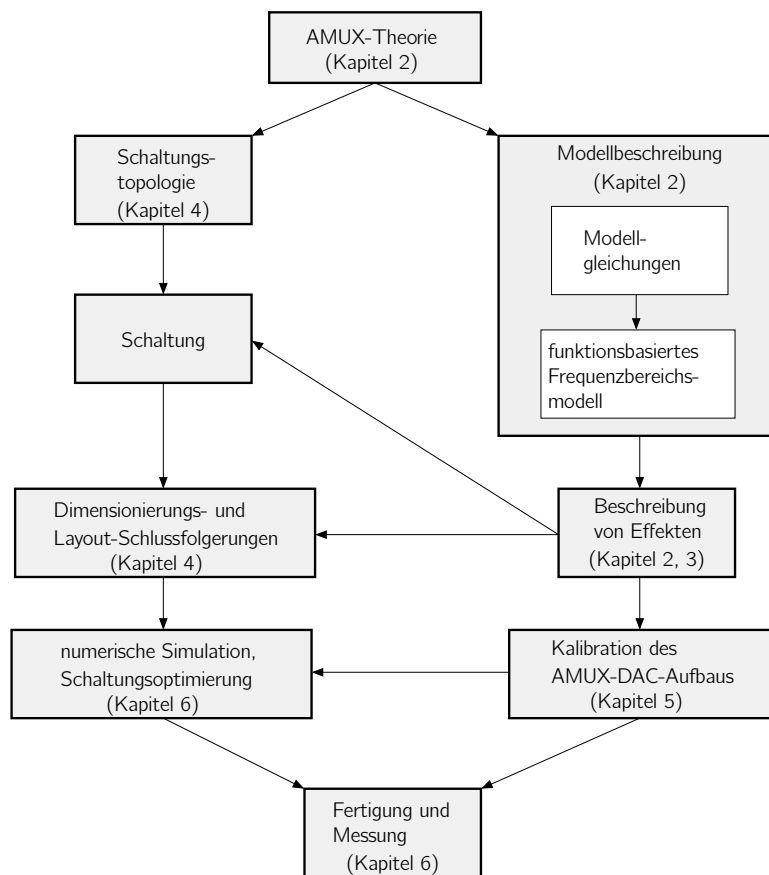 AMUX-Theorie
(Kapitel 2)
Schaltungs-
topologie
(Kapitel 4)
Modellbeschreibung
(Kapitel 2)
Modell-
gleichungen
funktionsbasiertes
Frequenzbereichs-
modell
Schaltung
Dimensionierungs- und
Layout-Schlussfolgerungen
(Kapitel 4)
Beschreibung
von Effekten
(Kapitel 2, 3)
numerische Simulation,
Schaltungsoptimierung
(Kapitel 6)
Kalibration des
AMUX-DAC-Aufbaus
(Kapitel 5)
Fertigung und
Messung
(Kapitel 6)